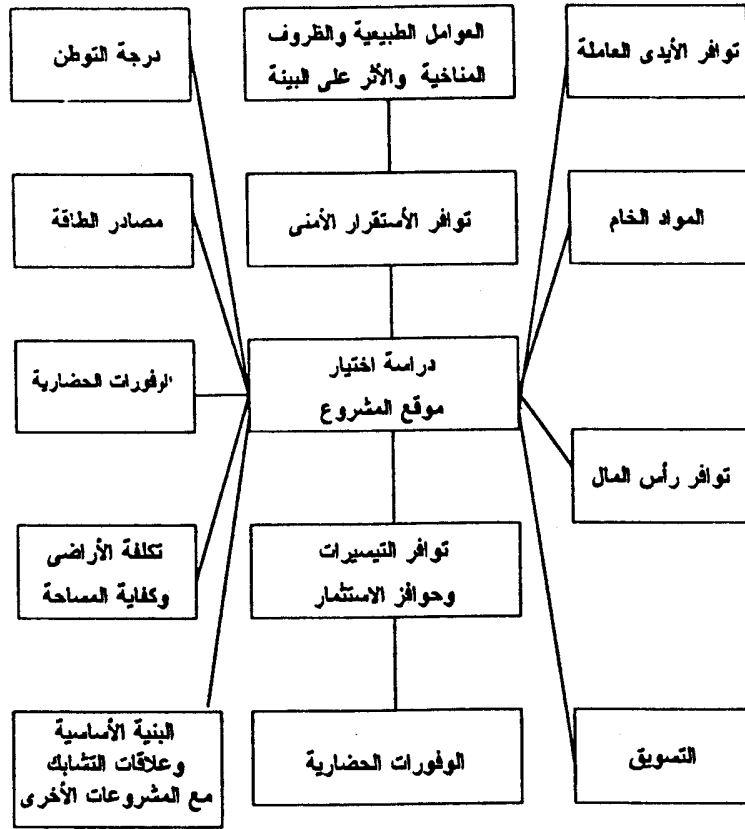 توافر الأيدى العاملة
العوامل الطبيعية والظروف
المناخية والأثر على البيئة
درجة التوطن
المواد الخام
توافر الأستقرار الأمنى
مصادر الطاقة
دراسة اختيار
موقع المشروع
الوفورات الحضارية
توافر رأس المال
توافر التيسيرات
وحوافز الاستثمار
تكلفة الأراضى
وكفاية المساحة
التسويق
الوفورات الحضارية
البنية الأساسية
وعلاقات التشابك
مع المشروعات الأخرى